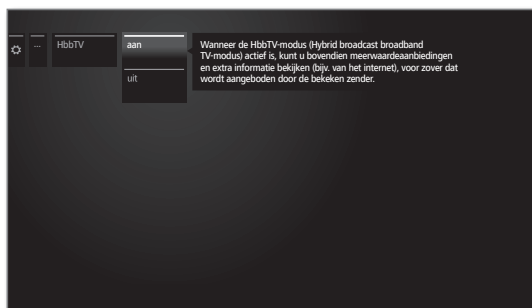 ... HbbTV aan Wanneer de HbbTV-modus (Hybrid broadcast broadband
TV-modus) actief is, kunt u bovendien meerwaardeaanbiedingen
en extra informatie bekijken (bijv. van het internet), voor zover dat
uit wordt aangeboden door de bekeken zender.